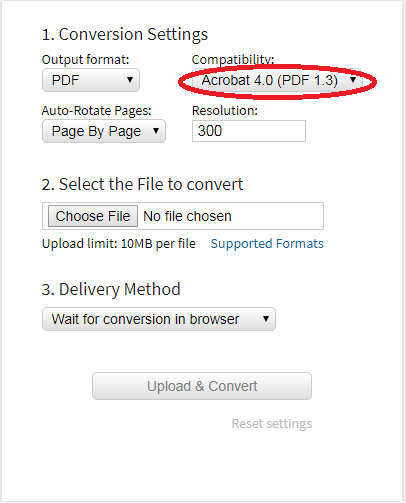 1. Conversion Settings
Output format: Compatibility:
PDF Acrobat 4.0 (PDF 1.3)
Auto-Rotate Pages: Resolution:
Page By Page 300
2. Select the File to convert
Choose File No file chosen
Upload limit: 10MB per file Supported Formats
3. Delivery Method
Wait for conversion in browser
Upload & Convert
Reset settings